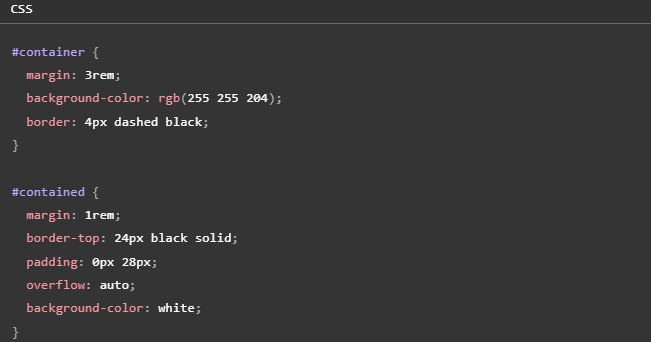 CSS
#container {
  margin: 3rem;
  background-color: rgb(255 255 204);
  border: 4px dashed black;
}
#contained {
  margin: 1rem;
  border-top: 24px black solid;
  padding: 0px 28px;
  overflow: auto;
  background-color: white;
}